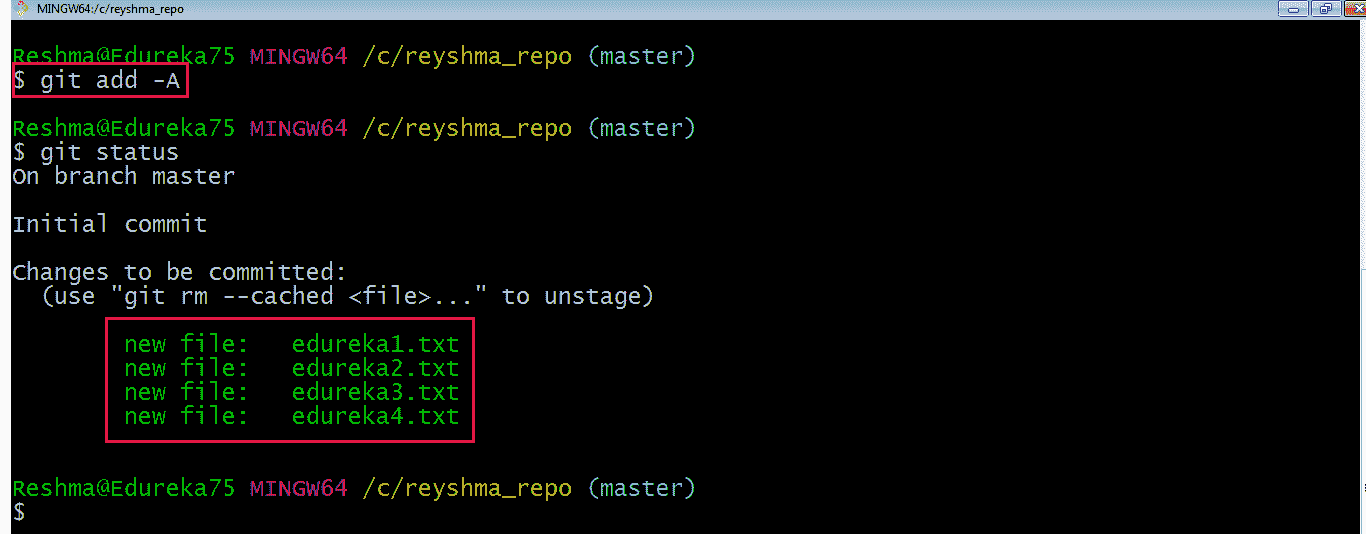 MINGW64:/c/reyshma_repo
Reshma@Edureka75 MINGW64 /c/reyshma_repo (master)
$ git add -A
Reshma@Edureka75 MINGW64 /c/reyshma_repo (master)
$ git status
On branch master
Initial commit
Changes to be committed:
  (use "git rm --cached <file>..." to unstage)
        new file:   edureka1.txt
        new file:   edureka2.txt
        new file:   edureka3.txt
        new file:   edureka4.txt
Reshma@Edureka75 MINGW64 /c/reyshma_repo (master)
$